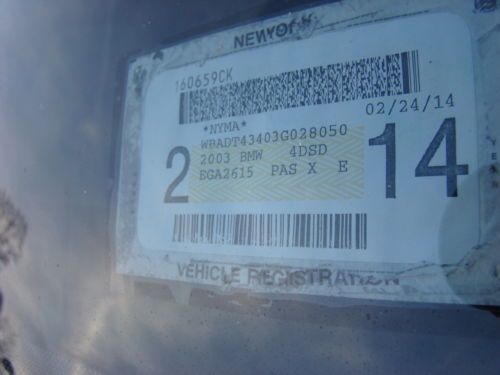 NEW YORK
160659CK
02/24/14
*NYMA*
WBADT43403G028050
2003 BMW 4DSD
EGA2615 PAS X E
2 14
VEHICLE REGISTRATION